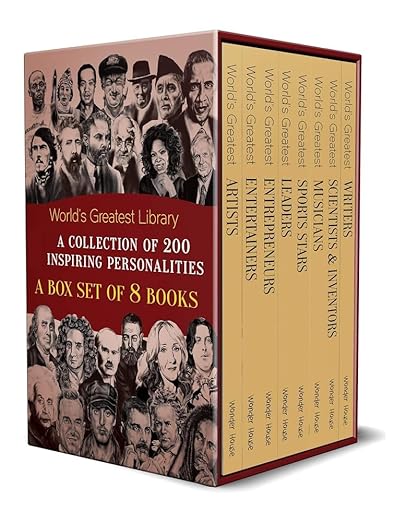 World's Greatest Library
A COLLECTION OF 200
INSPIRING PERSONALITIES
A BOX SET OF 8 BOOKS
World's Greatest ARTISTS Wonder House
World's Greatest ENTERTAINERS Wonder House
World's Greatest ENTREPRENEURS Wonder House
World's Greatest LEADERS Wonder House
World's Greatest SPORTS STARS Wonder House
World's Greatest MUSICIANS Wonder House
World's Greatest SCIENTISTS & INVENTORS Wonder House
World's Greatest WRITERS Wonder House